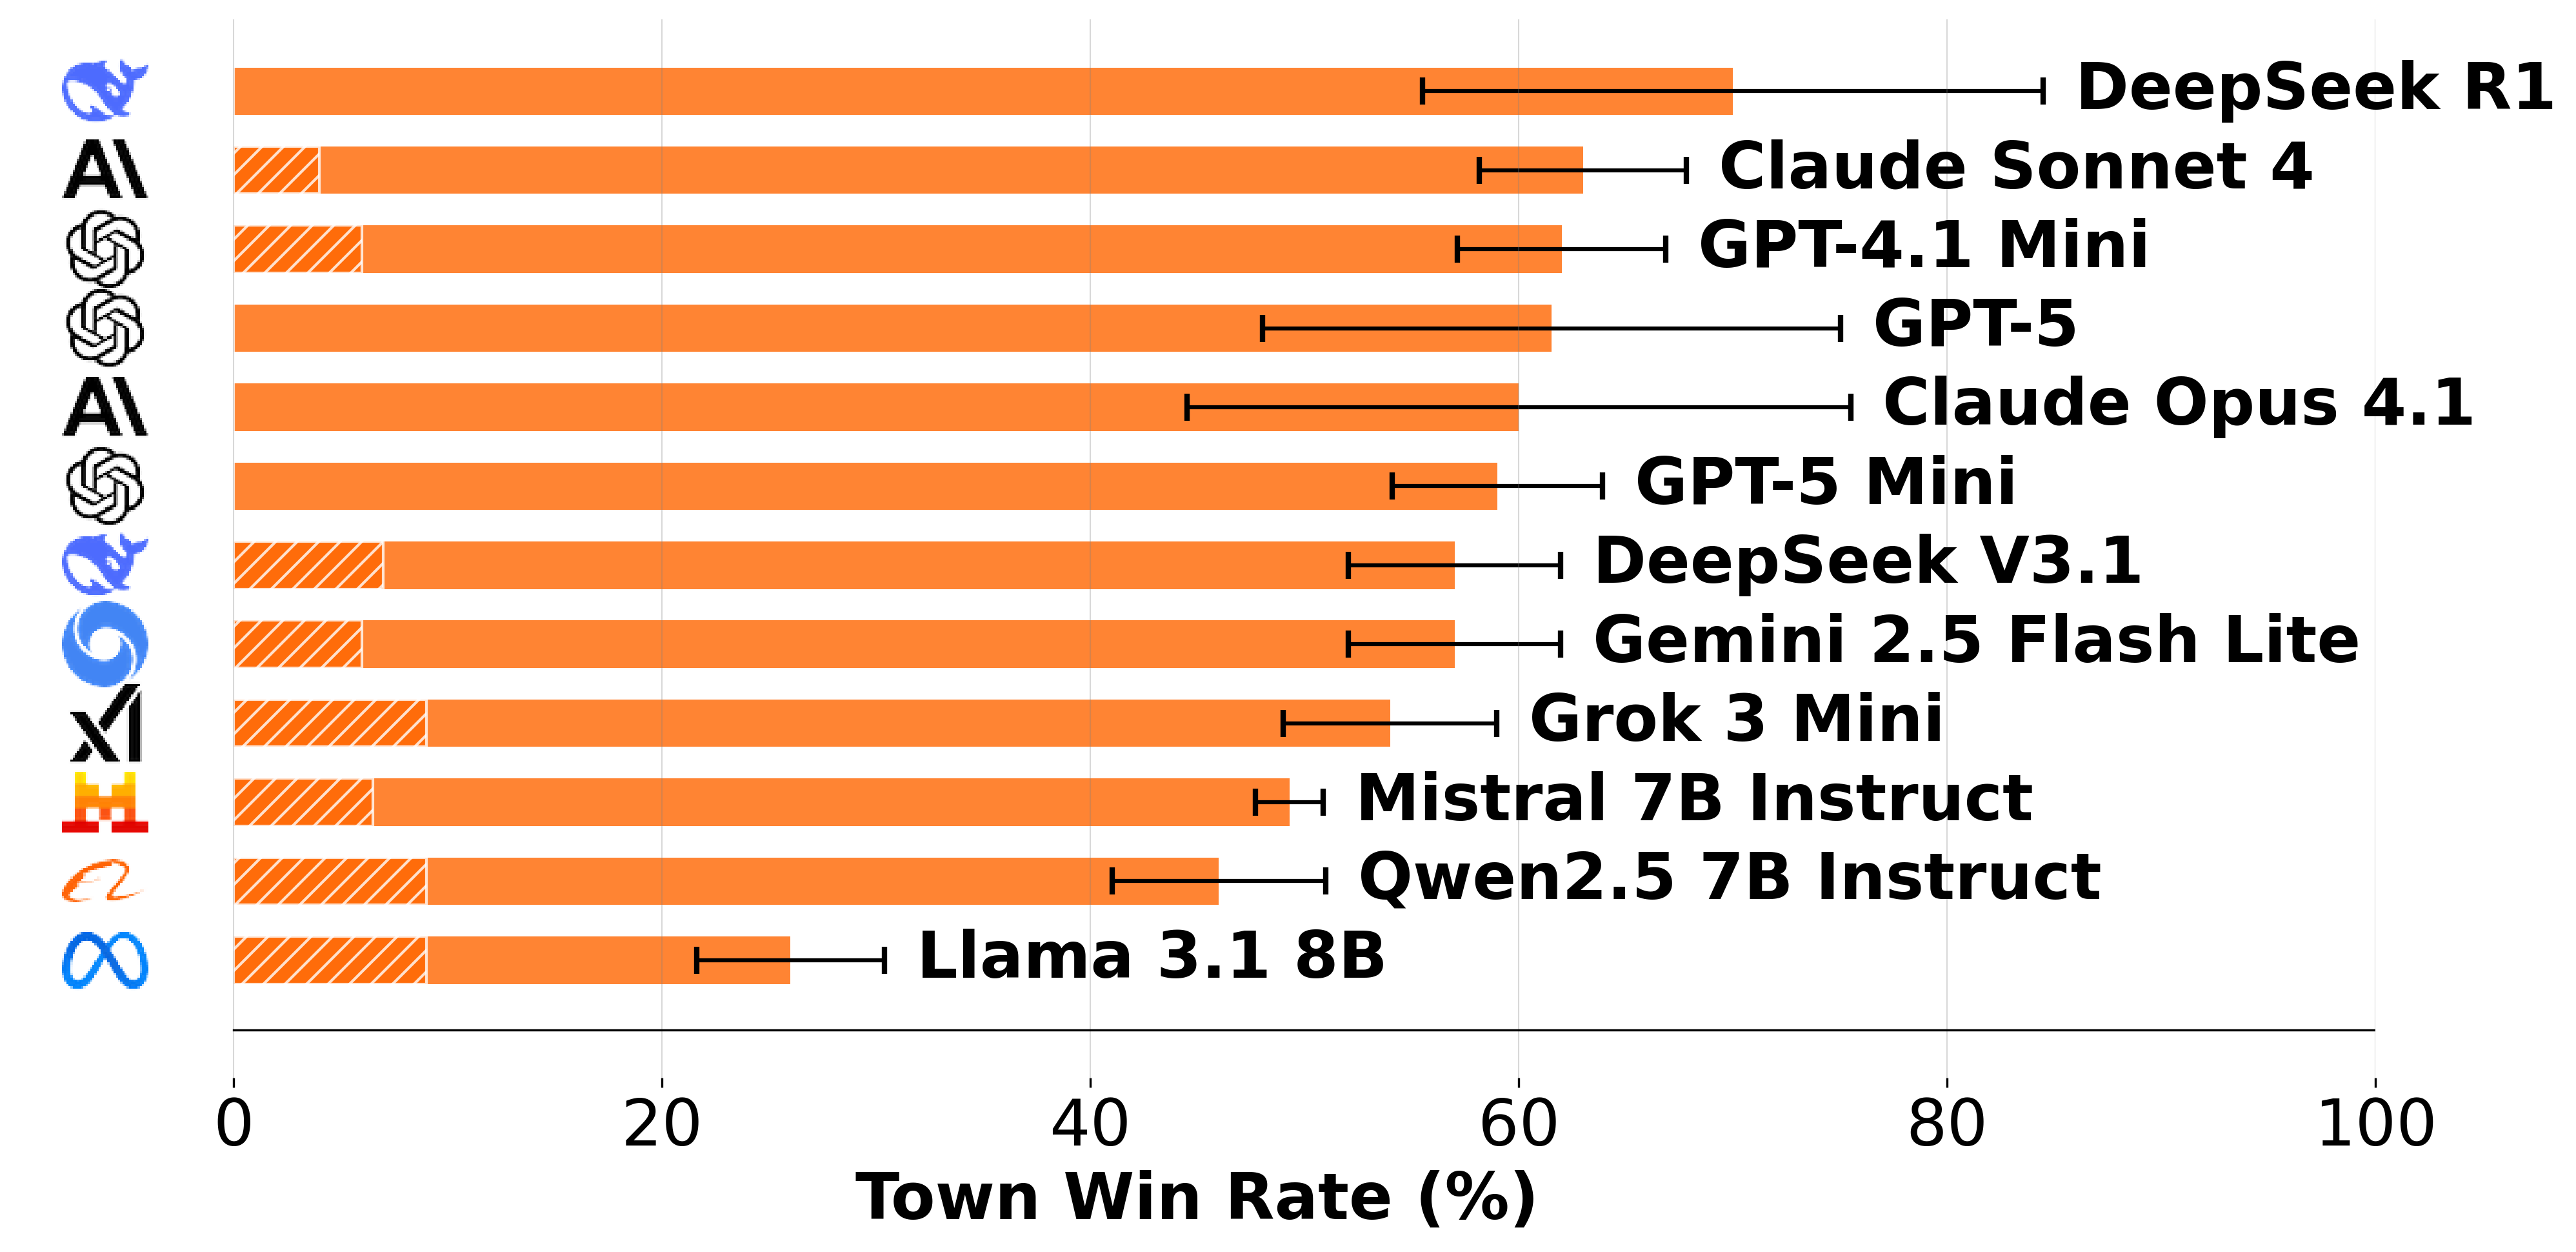 DeepSeek R1
Claude Sonnet 4
GPT-4.1 Mini
GPT-5
Claude Opus 4.1
GPT-5 Mini
DeepSeek V3.1
Gemini 2.5 Flash Lite
Grok 3 Mini
Mistral 7B Instruct
Qwen2.5 7B Instruct
Llama 3.1 8B
0 20 40 60 80 100
Town Win Rate (%)